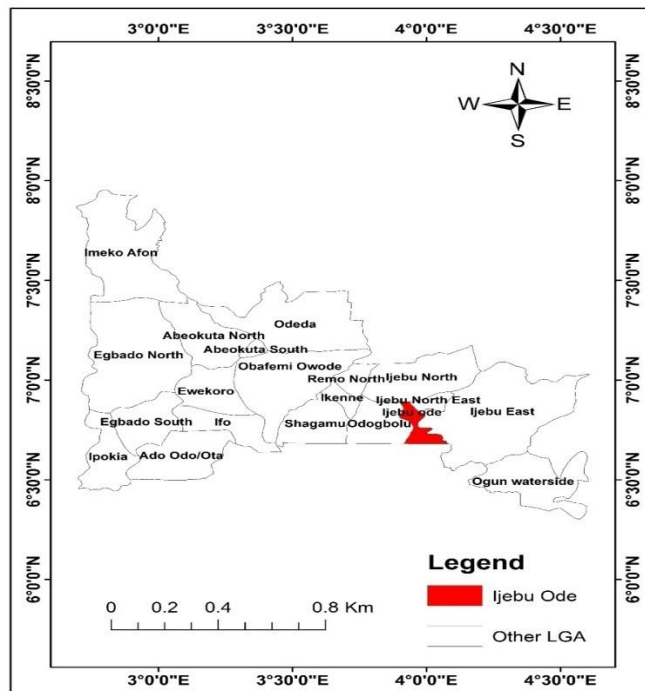 3°0'0"E 3°30'0"E 4°0'0"E 4°30'0"E
N
W E
S
8°30'0"N 8°30'0"N
8°0'0"N 8°0'0"N
7°30'0"N 7°30'0"N
7°0'0"N 7°0'0"N
6°30'0"N 6°30'0"N
6°0'0"N 6°0'0"N
Imeko Afon
Odeda
Abeokuta North
Abeokuta South
Egbado North
Obafemi Owode
Remo North
Ijebu North
Ewekoro
Ikenne
Ijebu North East
Ijebu ode
Ijebu East
Egbado South
Ifo
Shagamu
Odogbolu
Ipokia
Ado Odo/Ota
Ogun waterside
Legend
Ijebu Ode
Other LGA
0 0.2 0.4 0.8 Km
3°0'0"E 3°30'0"E 4°0'0"E 4°30'0"E